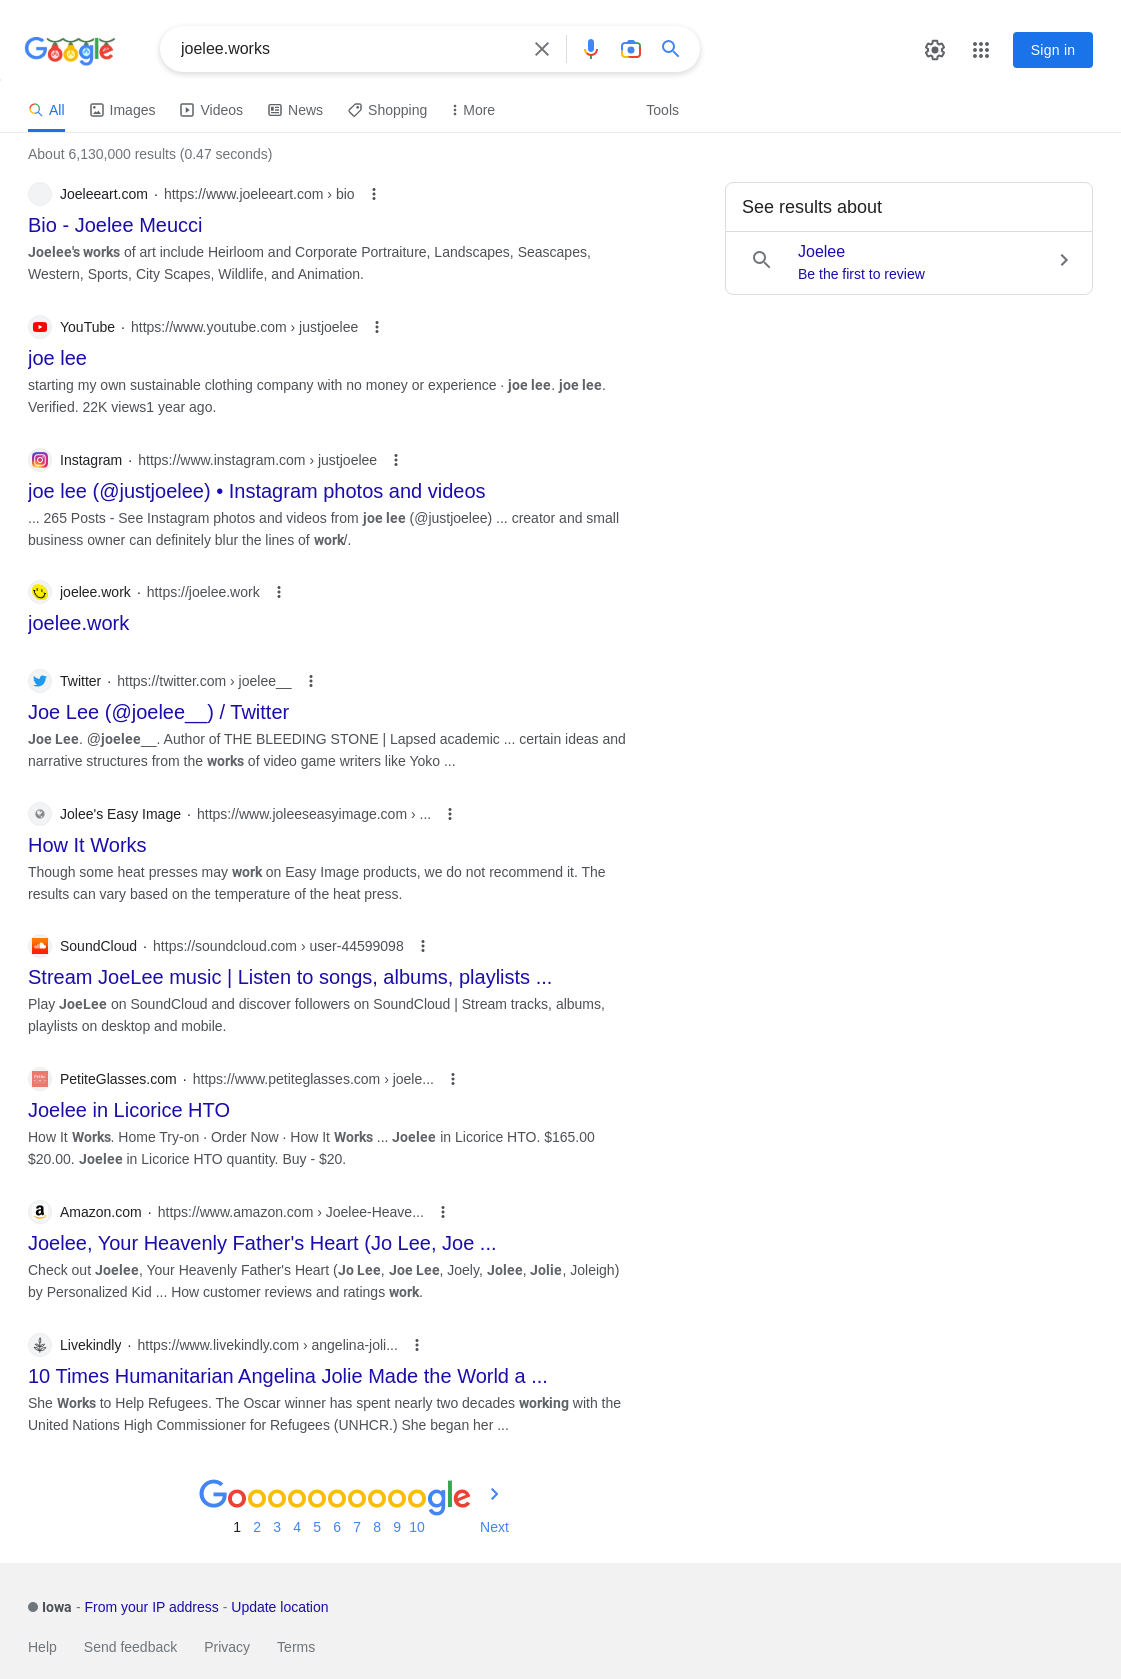 Google
joelee.works
Sign in
All Images Videos News Shopping More Tools
About 6,130,000 results (0.47 seconds)
Joeleeart.com · https://www.joeleeart.com › bio
Bio - Joelee Meucci
Joelee's works of art include Heirloom and Corporate Portraiture, Landscapes, Seascapes,
Western, Sports, City Scapes, Wildlife, and Animation.
See results about
Joelee
Be the first to review
YouTube · https://www.youtube.com › justjoelee
joe lee
starting my own sustainable clothing company with no money or experience · joe lee. joe lee.
Verified. 22K views1 year ago.
Instagram · https://www.instagram.com › justjoelee
joe lee (@justjoelee) • Instagram photos and videos
... 265 Posts - See Instagram photos and videos from joe lee (@justjoelee) ... creator and small
business owner can definitely blur the lines of work/.
joelee.work · https://joelee.work
joelee.work
Twitter · https://twitter.com › joelee__
Joe Lee (@joelee__) / Twitter
Joe Lee. @joelee__. Author of THE BLEEDING STONE | Lapsed academic ... certain ideas and
narrative structures from the works of video game writers like Yoko ...
Jolee's Easy Image · https://www.joleeseasyimage.com › ...
How It Works
Though some heat presses may work on Easy Image products, we do not recommend it. The
results can vary based on the temperature of the heat press.
SoundCloud · https://soundcloud.com › user-44599098
Stream JoeLee music | Listen to songs, albums, playlists ...
Play JoeLee on SoundCloud and discover followers on SoundCloud | Stream tracks, albums,
playlists on desktop and mobile.
PetiteGlasses.com · https://www.petiteglasses.com › joele...
Joelee in Licorice HTO
How It Works. Home Try-on · Order Now · How It Works ... Joelee in Licorice HTO. $165.00
$20.00. Joelee in Licorice HTO quantity. Buy - $20.
Amazon.com · https://www.amazon.com › Joelee-Heave...
Joelee, Your Heavenly Father's Heart (Jo Lee, Joe ...
Check out Joelee, Your Heavenly Father's Heart (Jo Lee, Joe Lee, Joely, Jolee, Jolie, Joleigh)
by Personalized Kid ... How customer reviews and ratings work.
Livekindly · https://www.livekindly.com › angelina-joli...
10 Times Humanitarian Angelina Jolie Made the World a ...
She Works to Help Refugees. The Oscar winner has spent nearly two decades working with the
United Nations High Commissioner for Refugees (UNHCR.) She began her ...
Goooooooooogle
1 2 3 4 5 6 7 8 9 10 Next
Iowa - From your IP address - Update location
Help Send feedback Privacy Terms